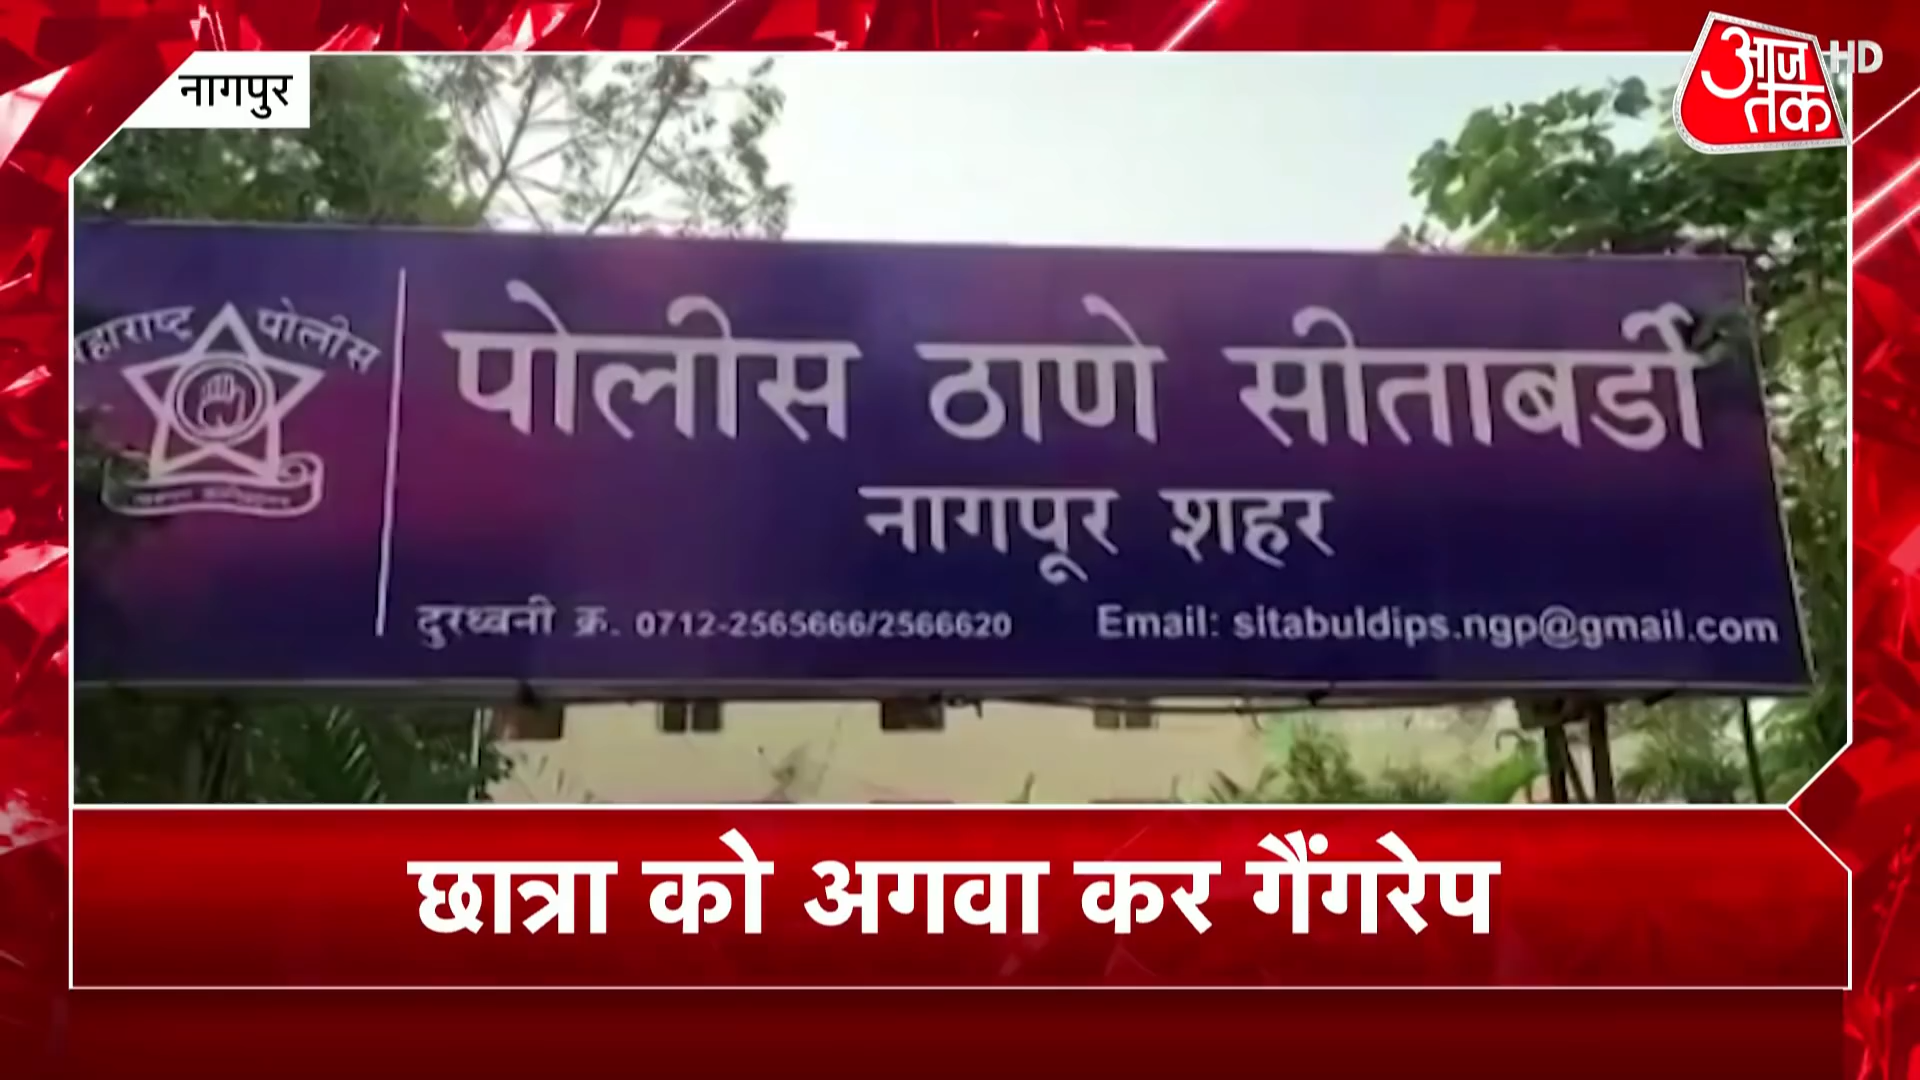 नागपुर
आज
तक
HD
महाराष्ट्र पोलीस
पोलीस ठाणे सीताबर्डी
नागपूर शहर
दुरध्वनी क्र. 0712-2565666/2566620 Email: sitabuldips.ngp@gmail.com
छात्रा को अगवा कर गैंगरेप